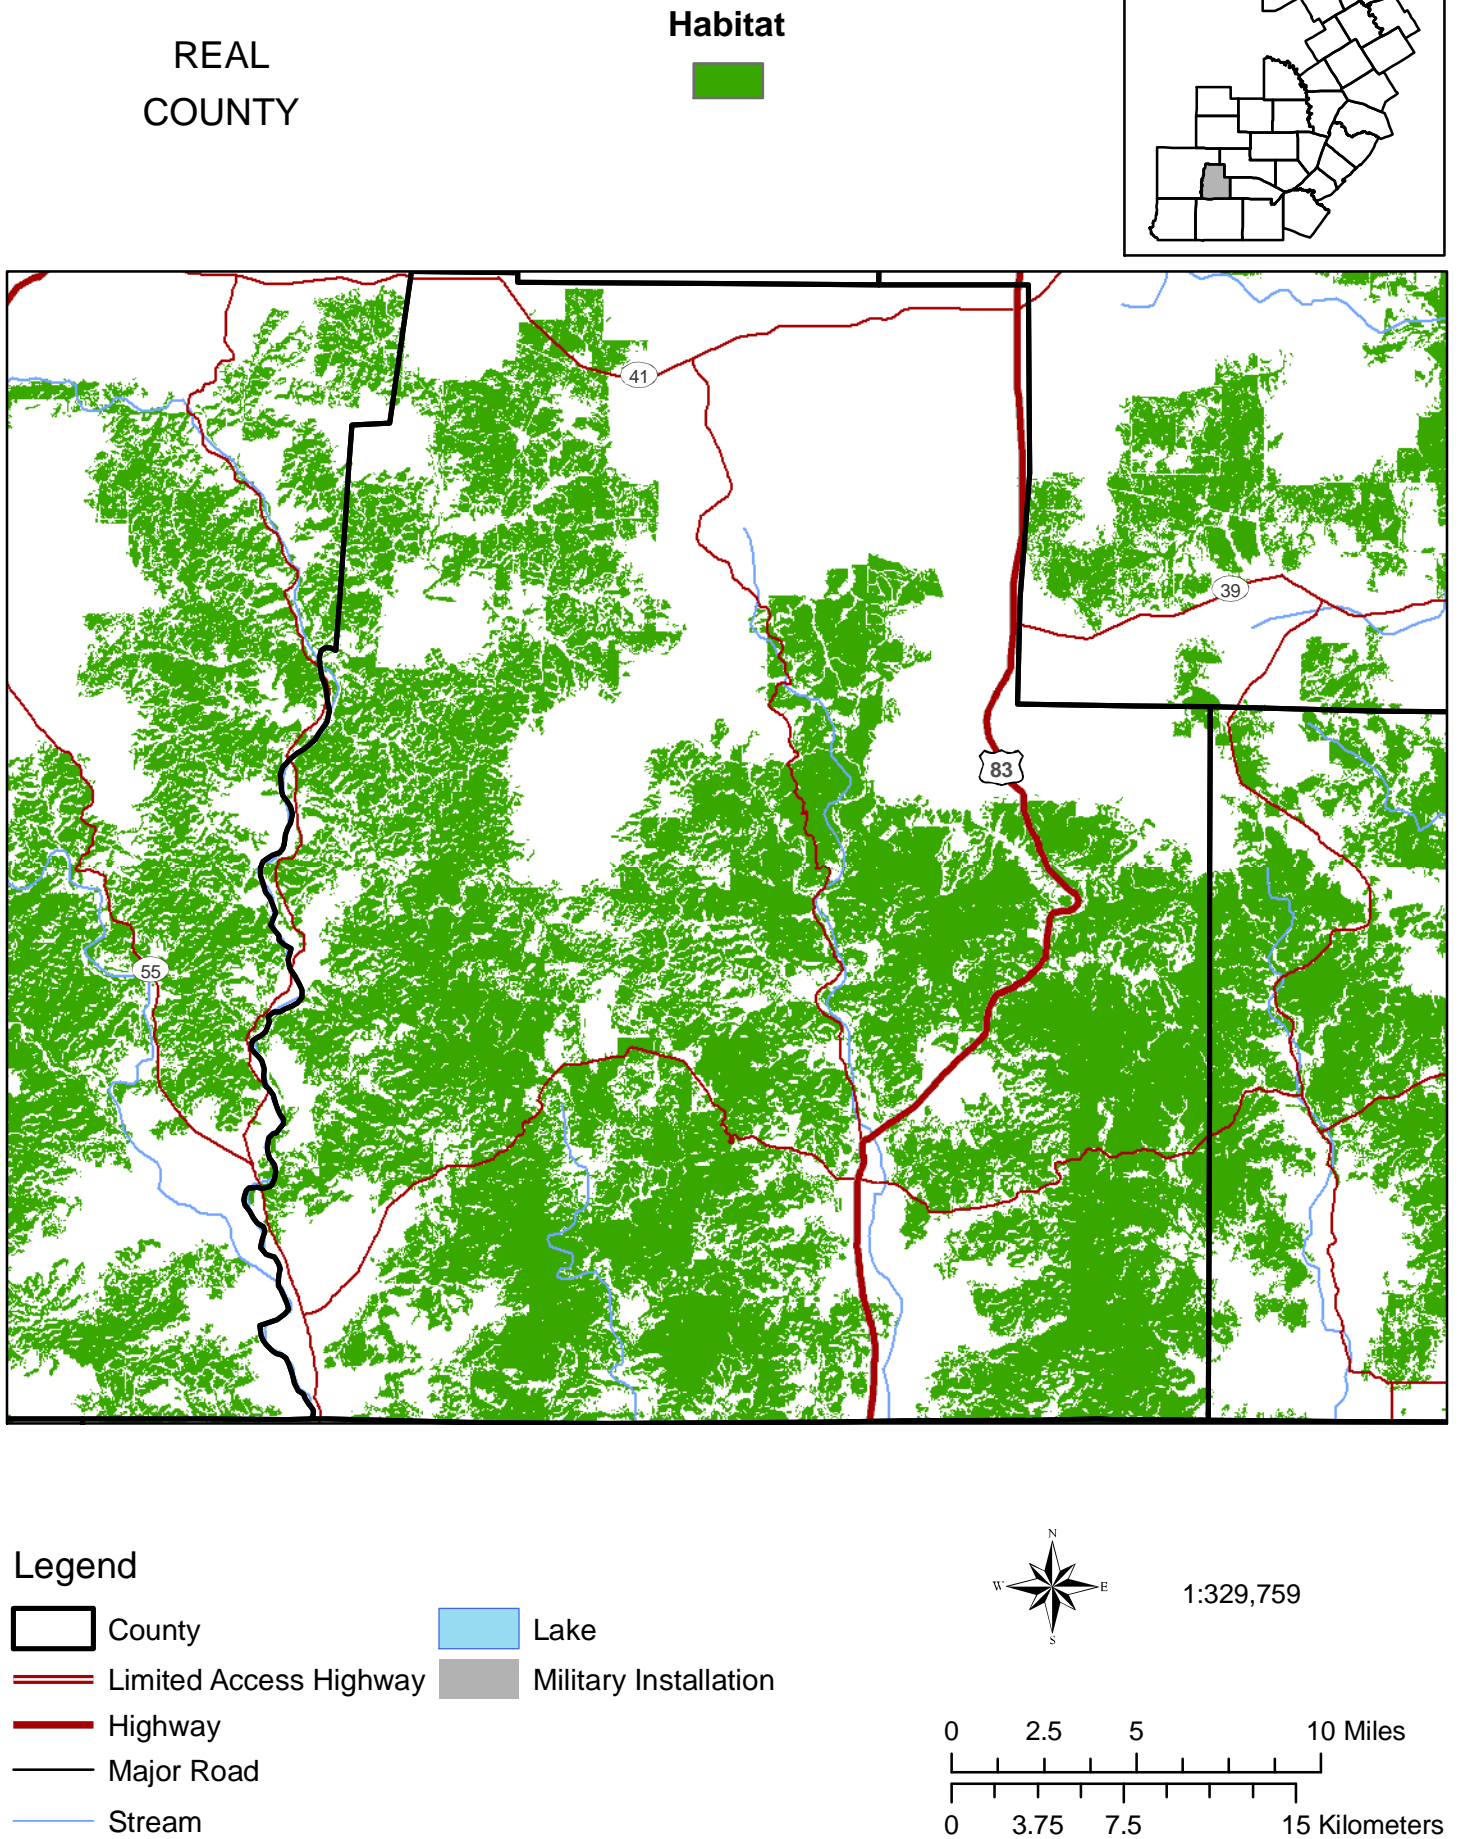 REAL
COUNTY
Habitat
41
39
83
55
Legend
County
Limited Access Highway
Highway
Major Road
Stream
Lake
Military Installation
N
W E
S
1:329,759
0 2.5 5 10 Miles
0 3.75 7.5 15 Kilometers